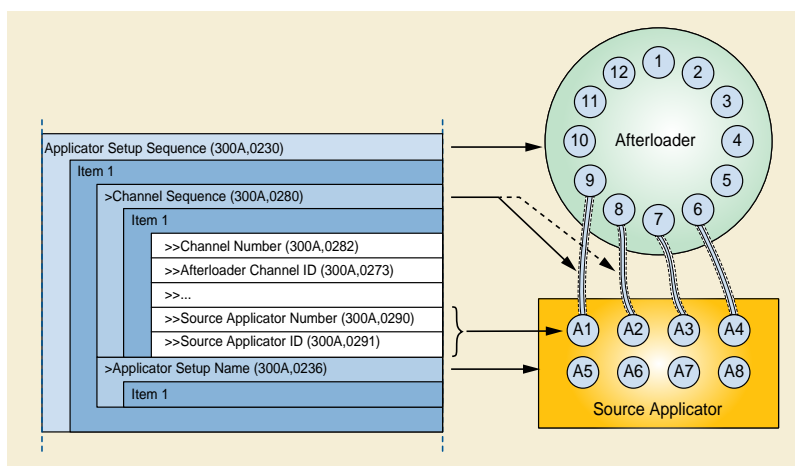 Applicator Setup Sequence (300A,0230)
Item 1
>Channel Sequence (300A,0280)
Item 1
>>Channel Number (300A,0282)
>>Afterloader Channel ID (300A,0273)
>>...
>>Source Applicator Number (300A,0290)
>>Source Applicator ID (300A,0291)
>Applicator Setup Name (300A,0236)
Item 1
1
2
3
4
5
6
7
8
9
10
11
12
Afterloader
A1 A2 A3 A4
A5 A6 A7 A8
Source Applicator